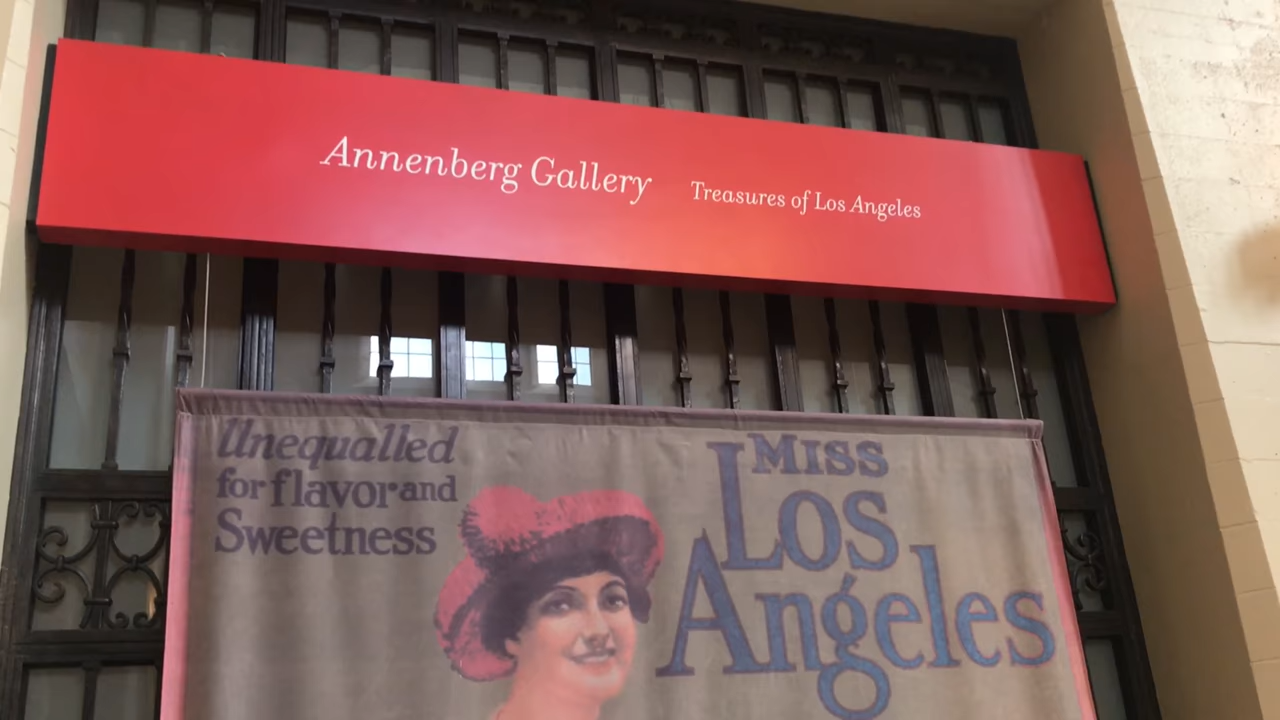 Annenberg Gallery Treasures of Los Angeles
Unequalled
for flavor and
Sweetness
MISS
LOS
Angeles